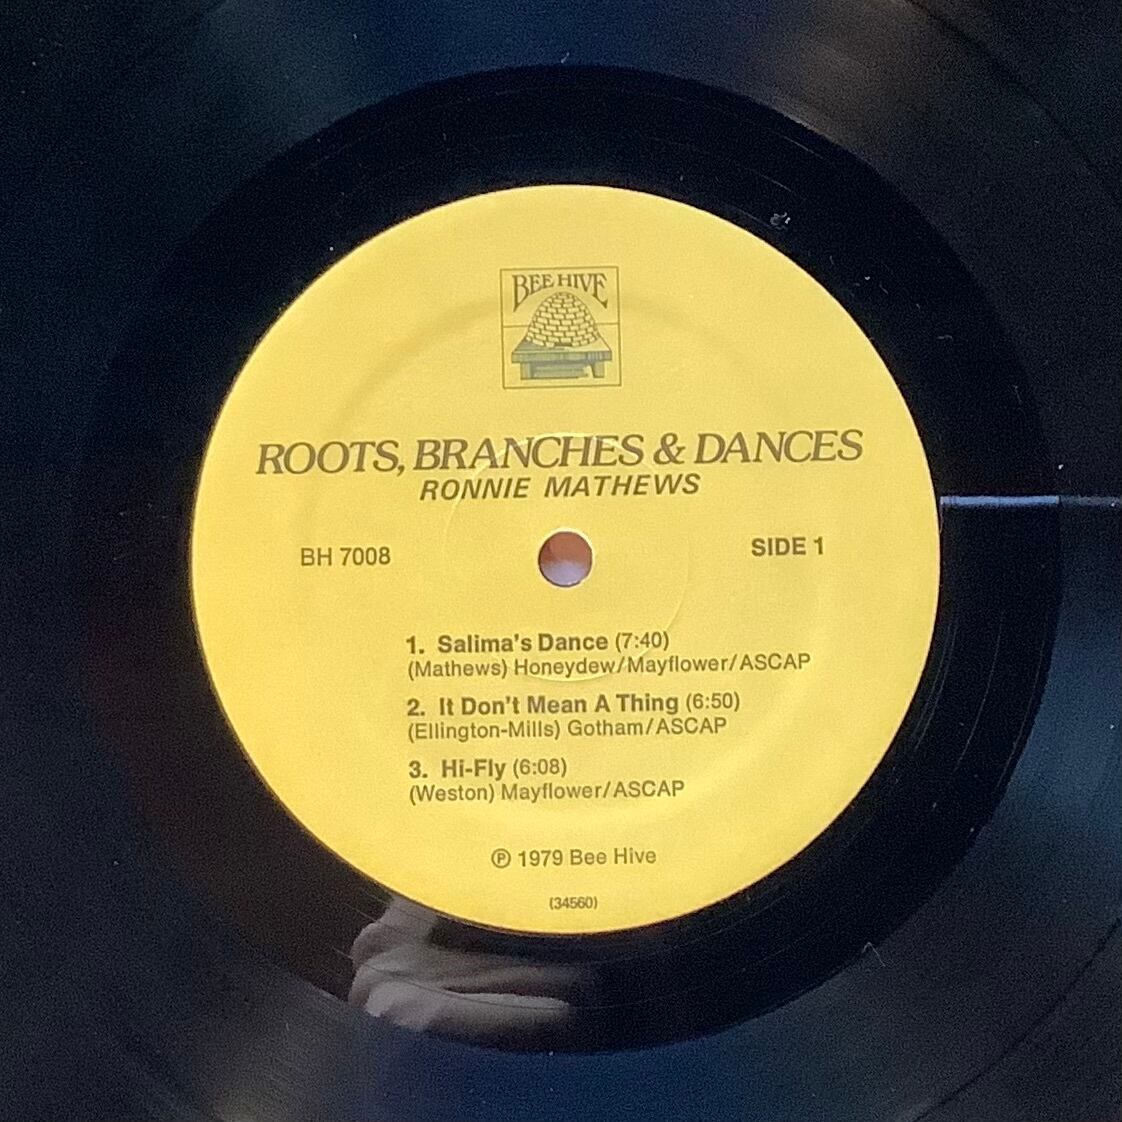 BEE HIVE
ROOTS, BRANCHES & DANCES
RONNIE MATHEWS
BH 7008
SIDE 1
1. Salima's Dance (7:40)
(Mathews) Honeydew/Mayflower/ASCAP
2. It Don't Mean A Thing (6:50)
(Ellington-Mills) Gotham/ASCAP
3. Hi-Fly (6:08)
(Weston) Mayflower/ASCAP
℗ 1979 Bee Hive
(34560)